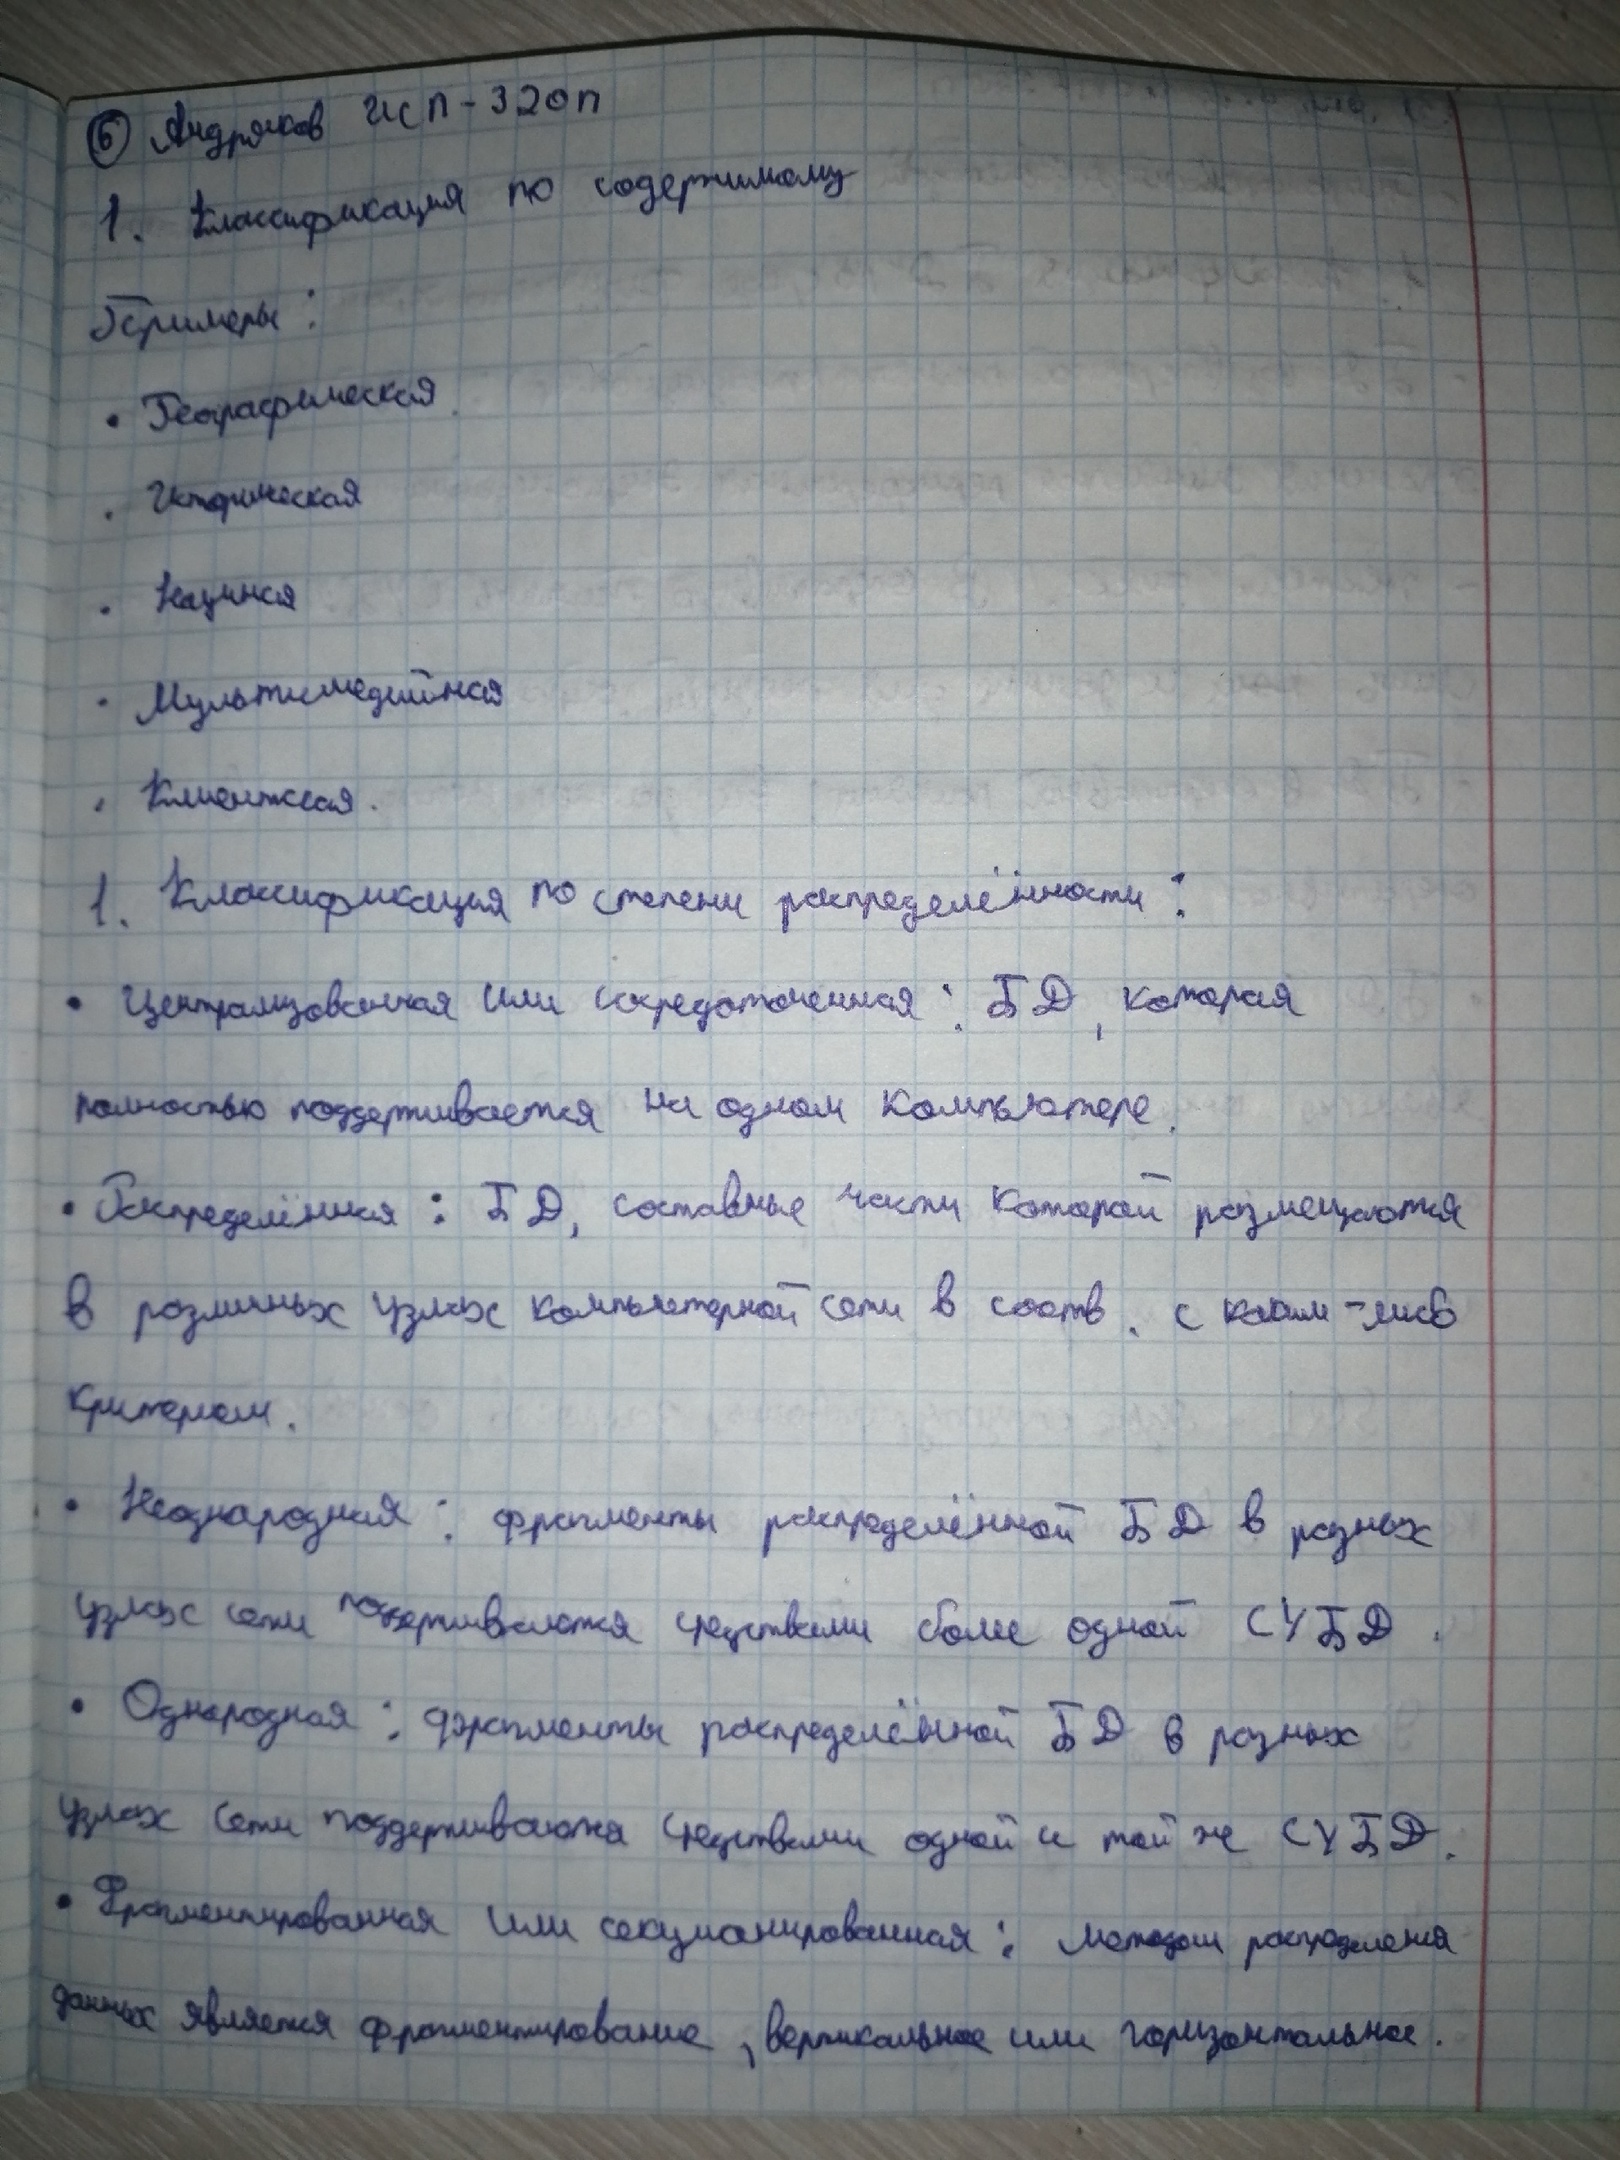 ⑥ Андряков ИСП-320П
1. Классификация по содержимому
Примеры:
• Географическая.
• Историческая
• Научная
• Мультимедийная
• Клиентская.
1. Классификация по степени распределённости:
• Централизованная или сосредоточенная: БД, которая
полностью поддерживается на одном компьютере.
• Распределённая: БД, составные части которой размещаются
в различных узлах компьютерной сети в соотв. с каким-либо
критерием.
• Неоднородная: фрагменты распределённой БД в разных
узлах сети поддерживаются средствами более одной СУБД.
• Однородная: фрагменты распределённой БД в разных
узлах сети поддерживаются средствами одной и той же СУБД.
• Фрагментированная или секционированная: методом распределения
данных является фрагментирование, вертикальное или горизонтальное.